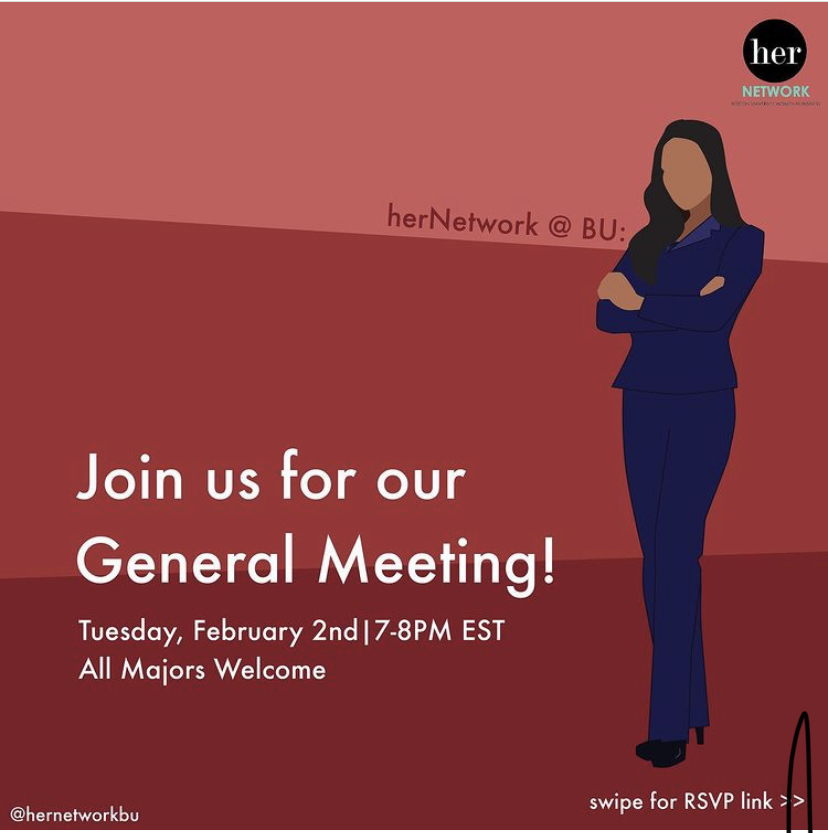 her
NETWORK
herNetwork @ BU:
Join us for our
General Meeting!
Tuesday, February 2nd|7-8PM EST
All Majors Welcome
swipe for RSVP link >>
@hernetworkbu